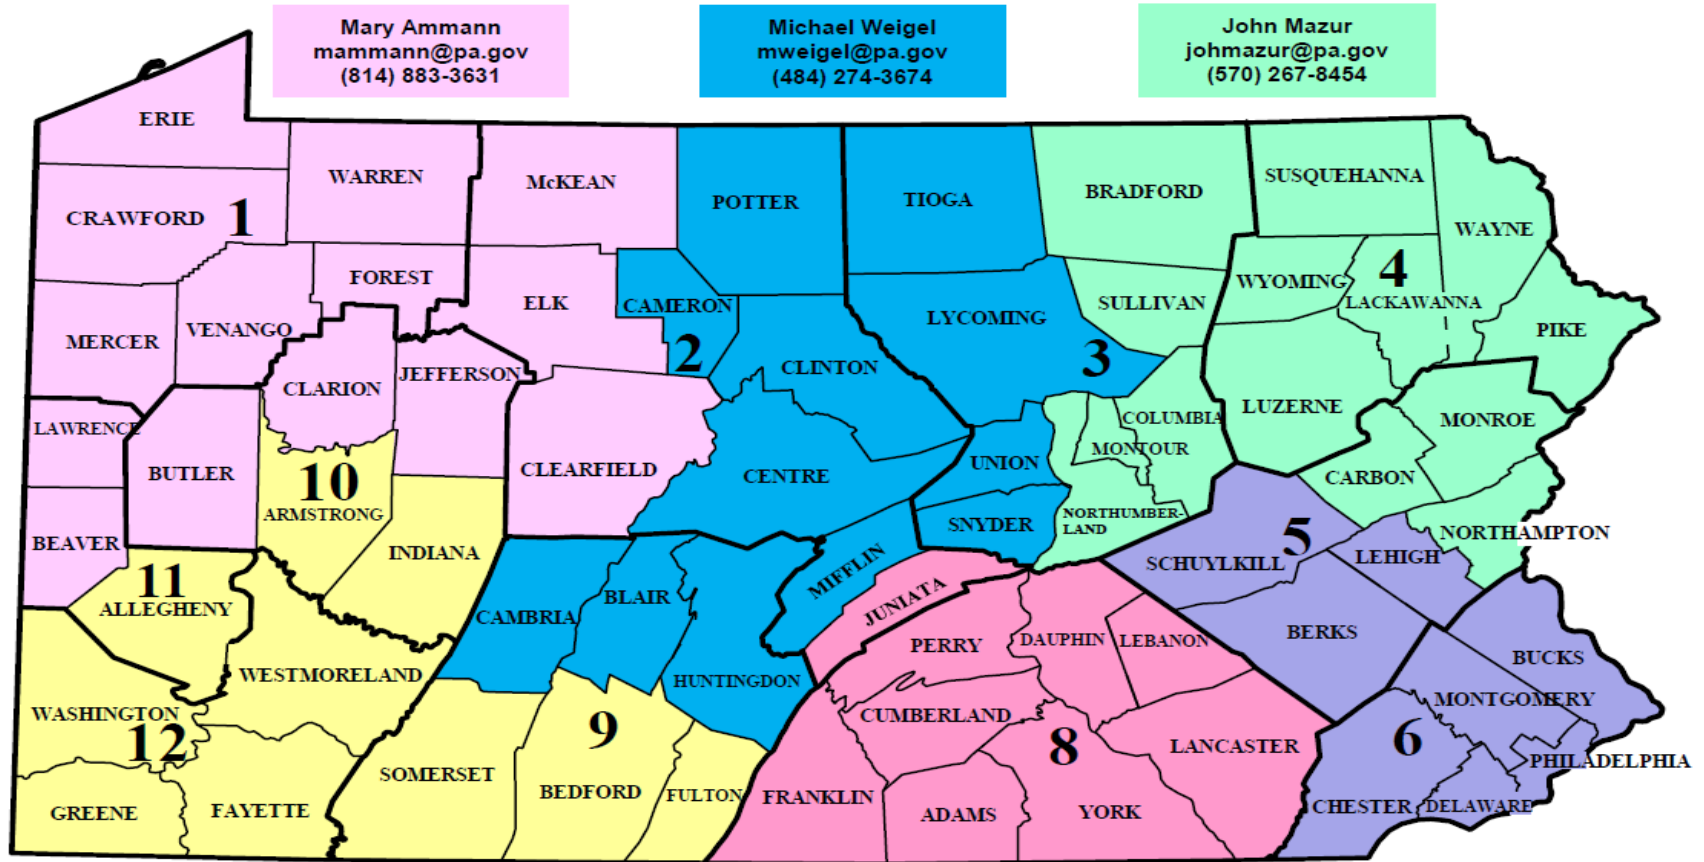 Mary Ammann
mammann@pa.gov
(814) 883-3631
Michael Weigel
mweigel@pa.gov
(484) 274-3674
John Mazur
johmazur@pa.gov
(570) 267-8454
ERIE
WARREN
McKEAN
POTTER
TIOGA
BRADFORD
SUSQUEHANNA
WAYNE
CRAWFORD
1
FOREST
ELK
CAMERON
2
LYCOMING
3
SULLIVAN
WYOMING
4
LACKAWANNA
PIKE
MERCER
VENANGO
CLARION
JEFFERSON
CLINTON
COLUMBIA
LUZERNE
MONROE
LAWRENCE
BUTLER
10
ARMSTRONG
CLEARFIELD
CENTRE
UNION
MONTOUR
CARBON
BEAVER
INDIANA
SNYDER
NORTHUMBER-
LAND
NORTHAMPTON
5
SCHUYLKILL
LEHIGH
11
ALLEGHENY
CAMBRIA
BLAIR
MIFFLIN
JUNIATA
PERRY
DAUPHIN
LEBANON
BERKS
BUCKS
WESTMORELAND
HUNTINGDON
WASHINGTON
12
CUMBERLAND
LANCASTER
MONTGOMERY
6
PHILADELPHIA
SOMERSET
9
BEDFORD
FULTON
FRANKLIN
8
ADAMS
YORK
CHESTER
DELAWARE
GREENE
FAYETTE